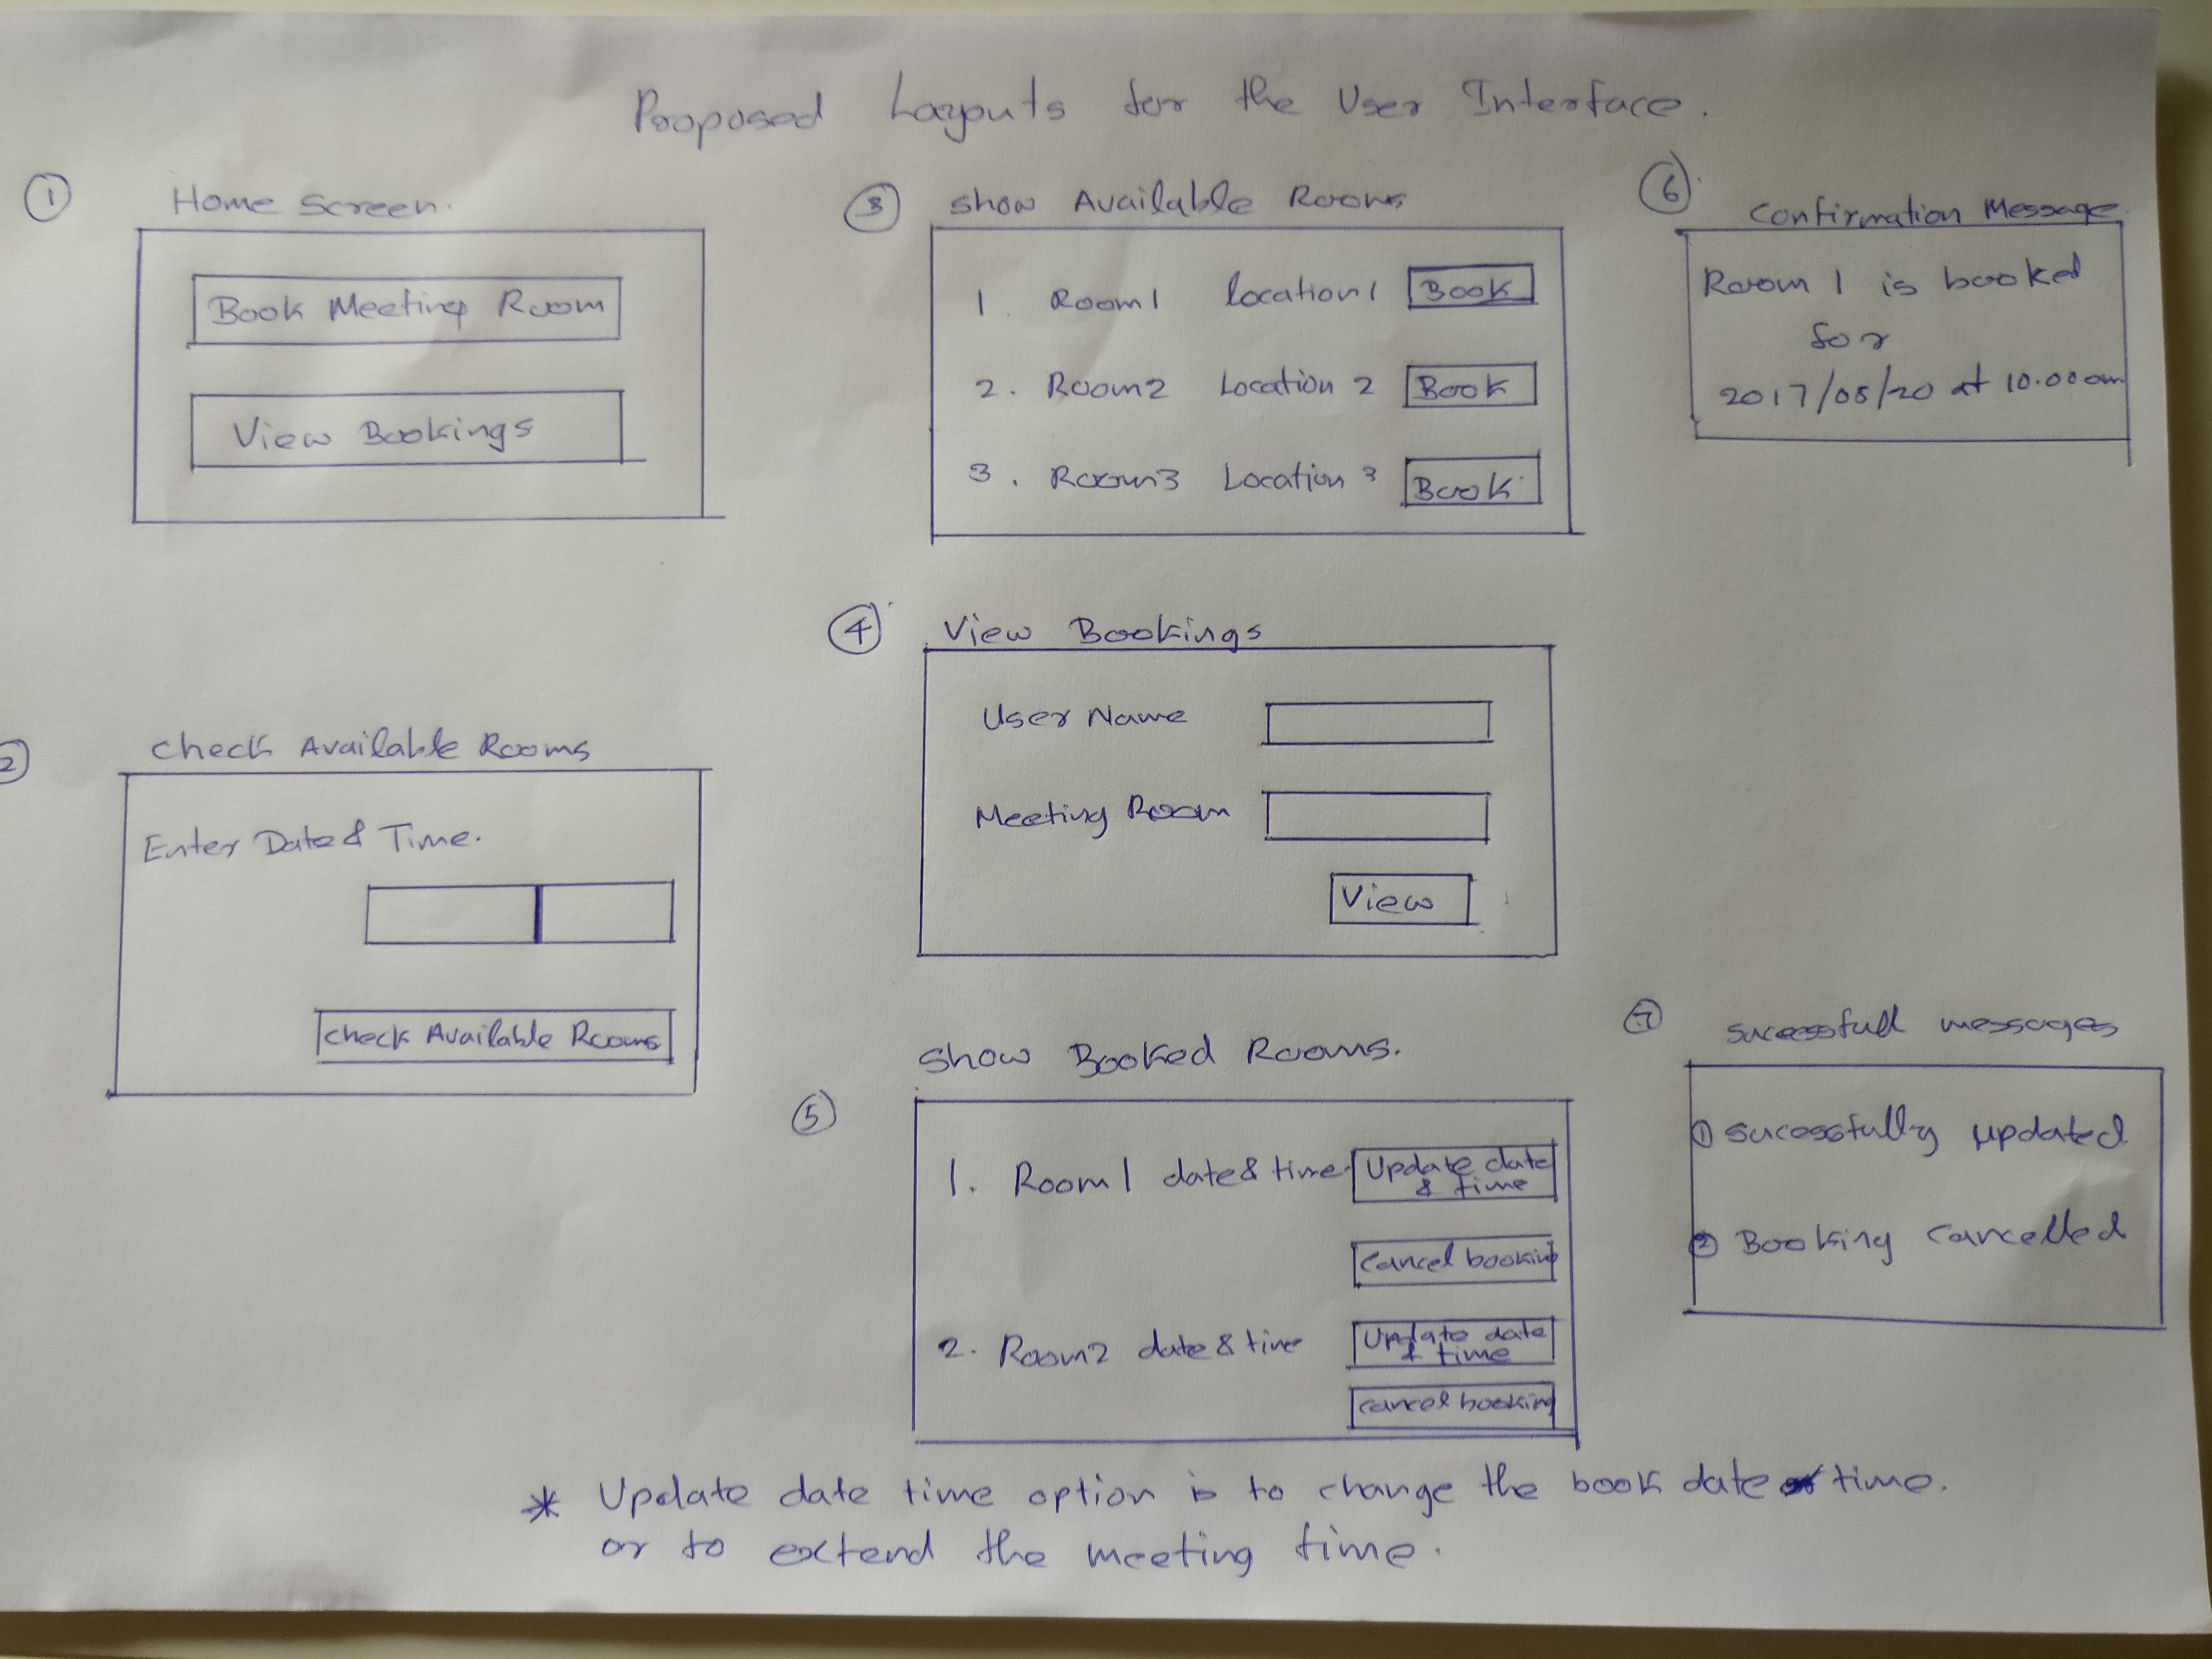 Proposed Layouts for the User Interface.
① Home Screen.
Book Meeting Room
View Bookings
2 check Available Rooms
Enter Date & Time.
check Available Rooms
③ show Available Rooms
1. Room1 location1 Book
2. Room2 Location 2 Book
3. Room3 Location 3 Book
④ View Bookings
User Name
Meeting Room
View
show Booked Rooms.
⑤
1. Room1 date & time Update date
& time
cancel booking
2. Room2 date & time Update date
& time
cancel booking
⑥ Confirmation Message
Room 1 is booked
for
2017/05/20 at 10.00am
⑦ sucessfull messages
① sucessfully updated
② Booking cancelled
* Update date time option is to change the book date time.
or to extend the meeting time.